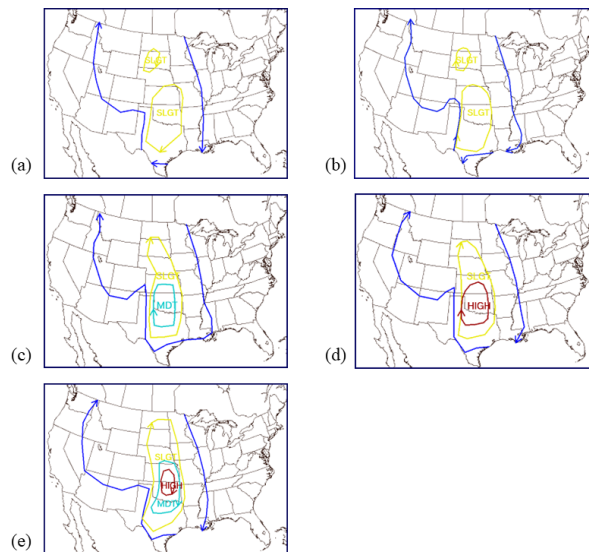 SLGT
SLGT
(a)
SLGT
SLGT
(b)
SLGT
MDT
(c)
SLGT
HIGH
(d)
SLGT
HIGH
MDT
(e)